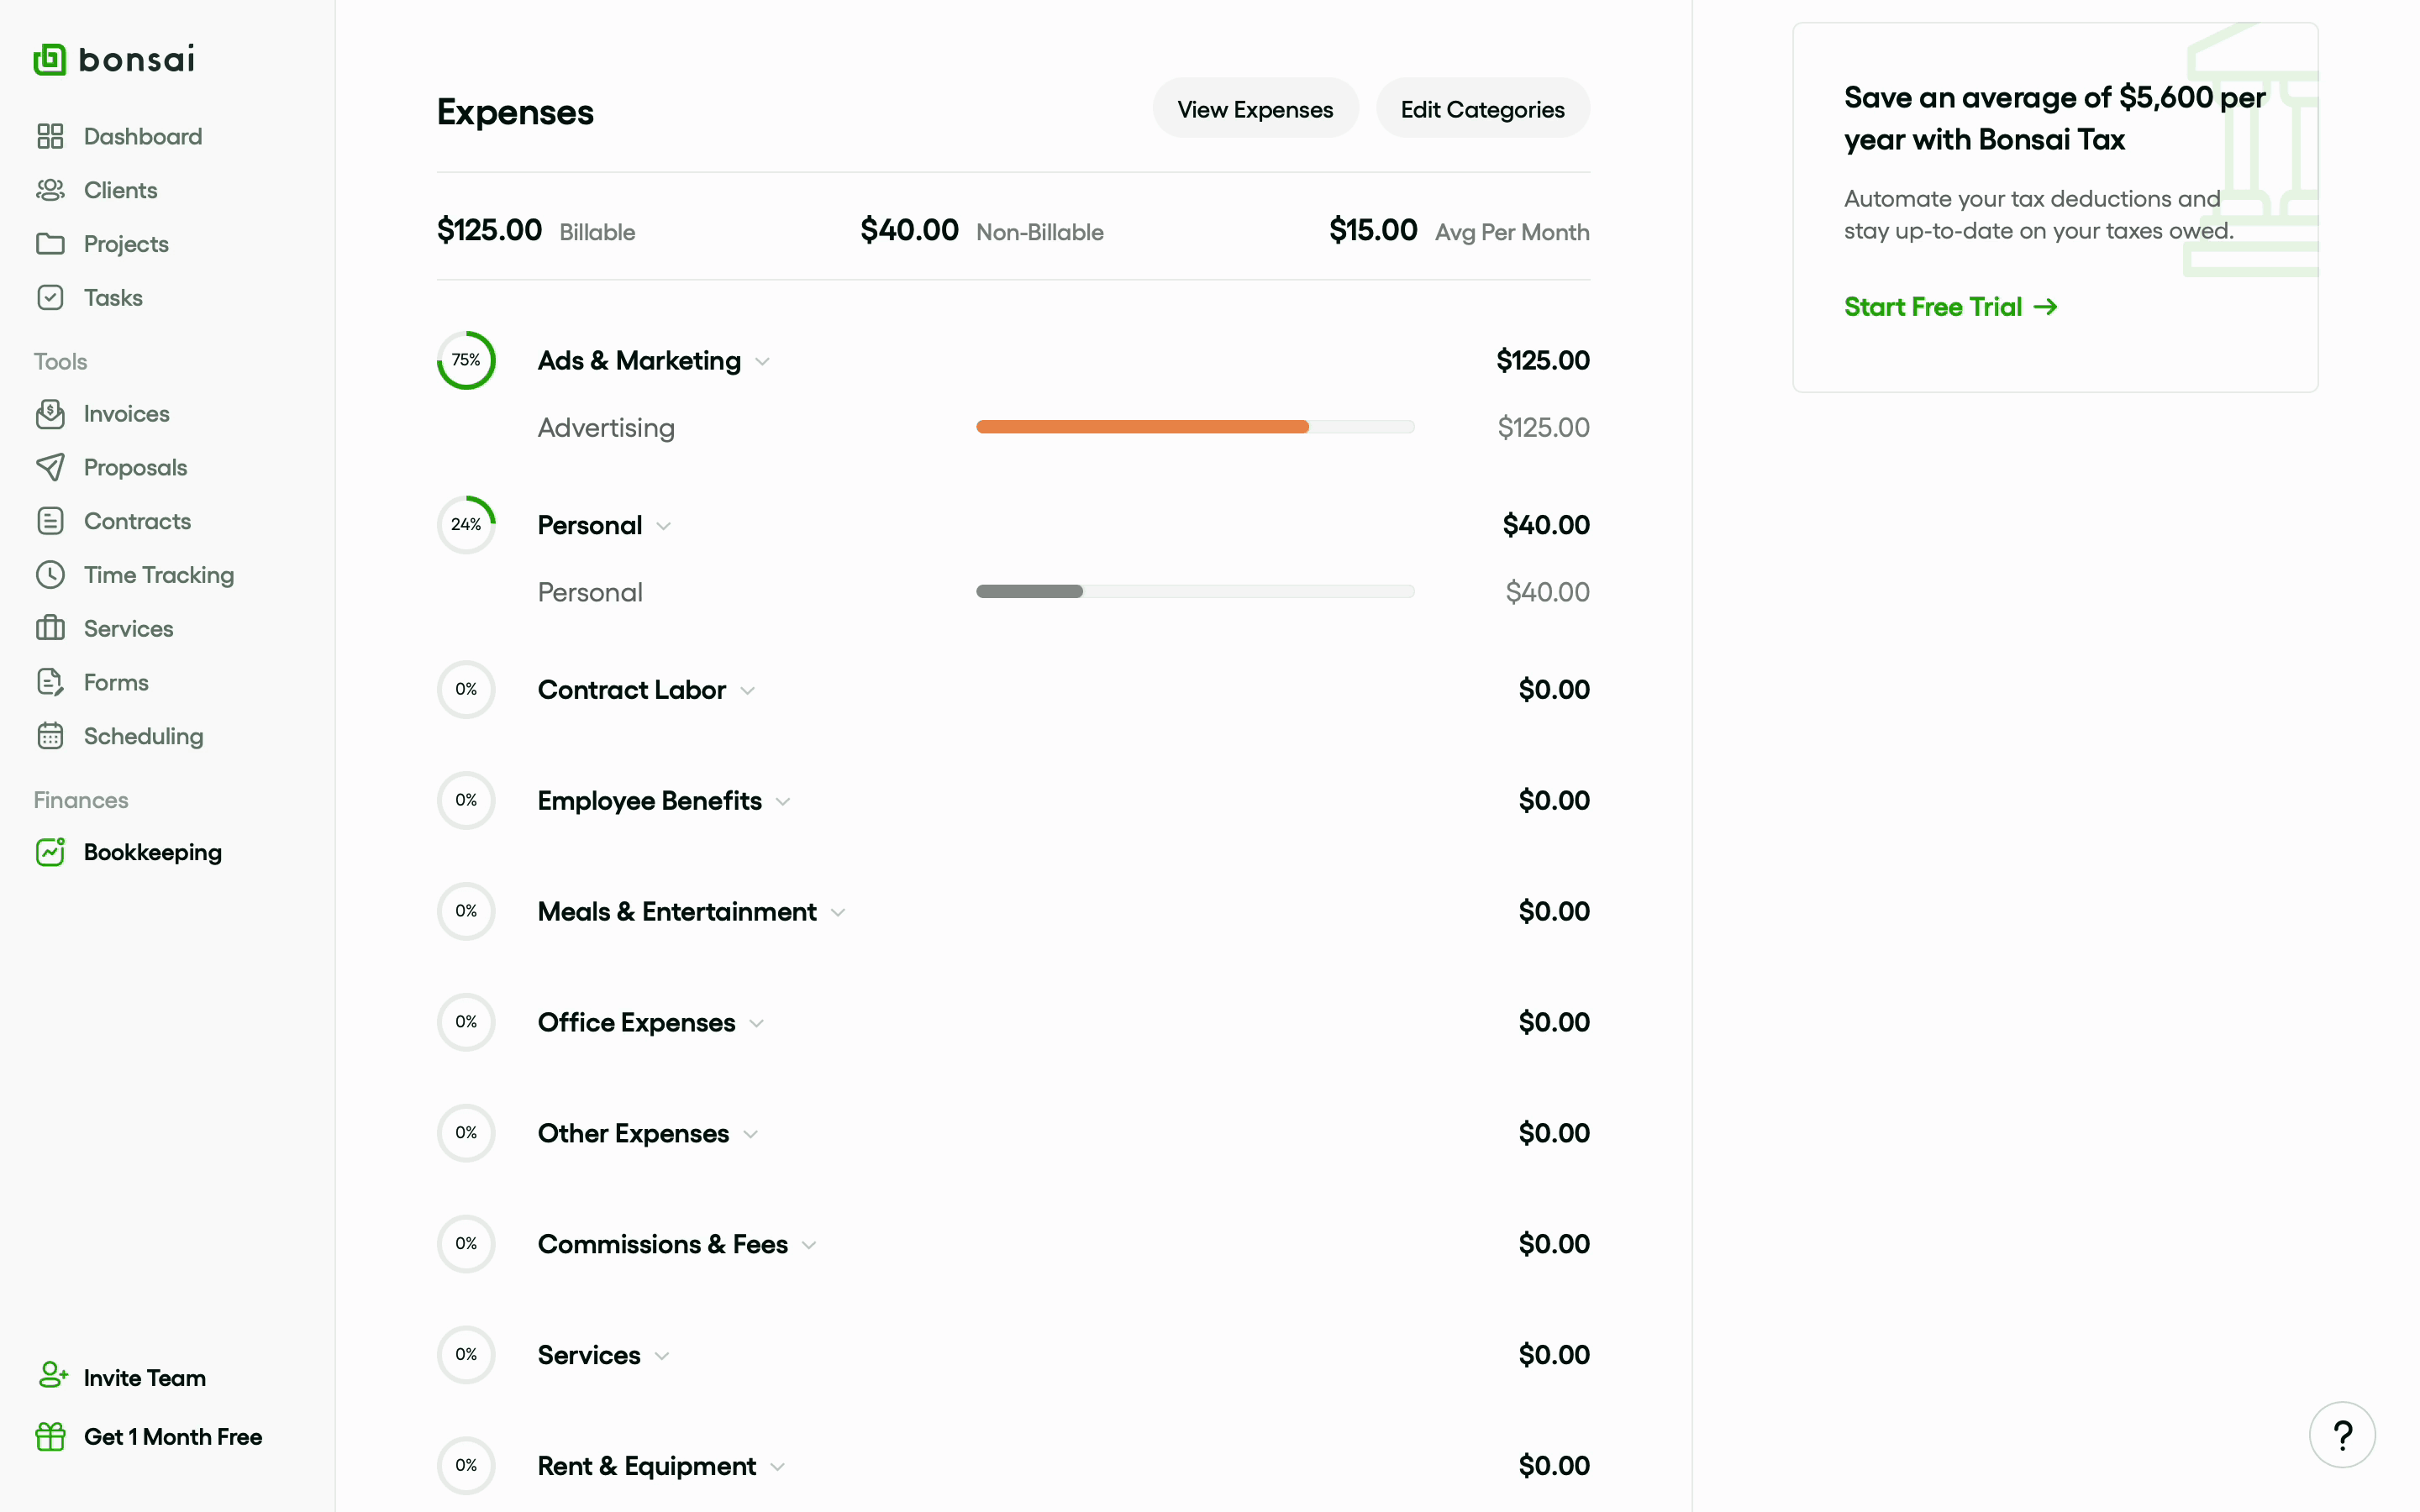 bonsai
Dashboard
Clients
Projects
Tasks
Tools
Invoices
Proposals
Contracts
Time Tracking
Services
Forms
Scheduling
Finances
Bookkeeping
Invite Team
Get 1 Month Free
Expenses
View Expenses
Edit Categories
$125.00 Billable
$40.00 Non-Billable
$15.00 Avg Per Month
75% Ads & Marketing $125.00
Advertising $125.00
24% Personal $40.00
Personal $40.00
0% Contract Labor $0.00
0% Employee Benefits $0.00
0% Meals & Entertainment $0.00
0% Office Expenses $0.00
0% Other Expenses $0.00
0% Commissions & Fees $0.00
0% Services $0.00
0% Rent & Equipment $0.00
Save an average of $5,600 per
year with Bonsai Tax
Automate your tax deductions and
stay up-to-date on your taxes owed.
Start Free Trial →
?